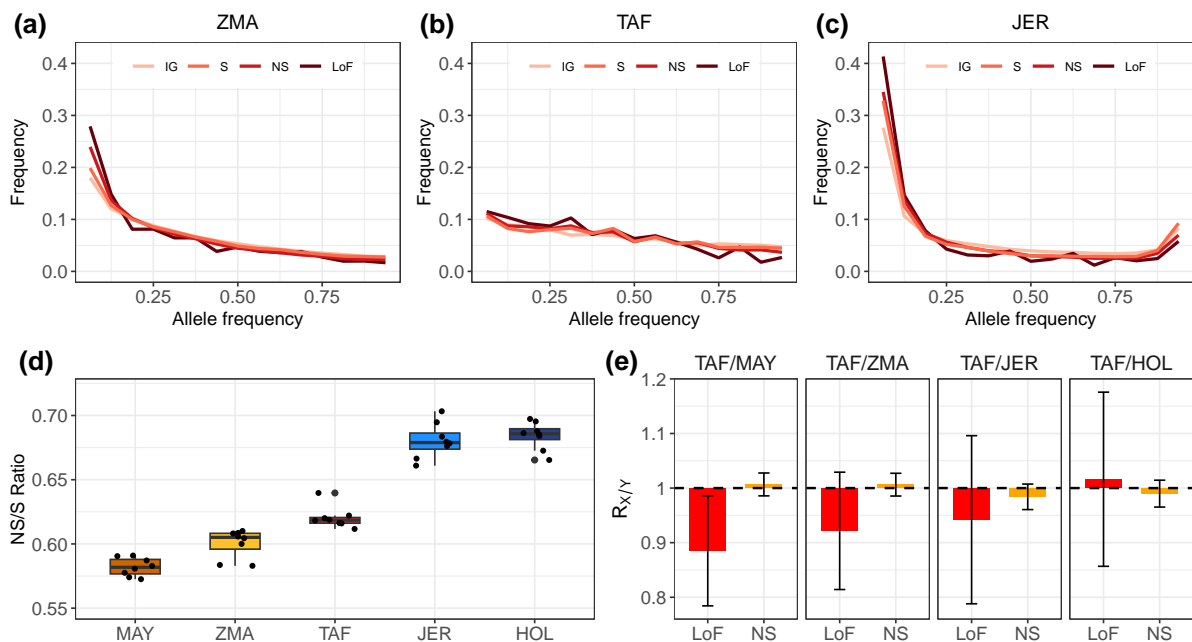 (a) ZMA
IG S NS LoF
0.4
0.3
0.2
0.1
0.0
Frequency
0.25 0.50 0.75
Allele frequency
(b) TAF
IG S NS LoF
0.4
0.3
0.2
0.1
0.0
Frequency
0.25 0.50 0.75
Allele frequency
(c) JER
IG S NS LoF
0.4
0.3
0.2
0.1
0.0
Frequency
0.25 0.50 0.75
Allele frequency
(d)
0.70
0.65
0.60
0.55
NS/S Ratio
MAY ZMA TAF JER HOL
(e) TAF/MAY TAF/ZMA TAF/JER TAF/HOL
1.2
1.1
1
0.9
0.8
RX/Y
LoF NS LoF NS LoF NS LoF NS